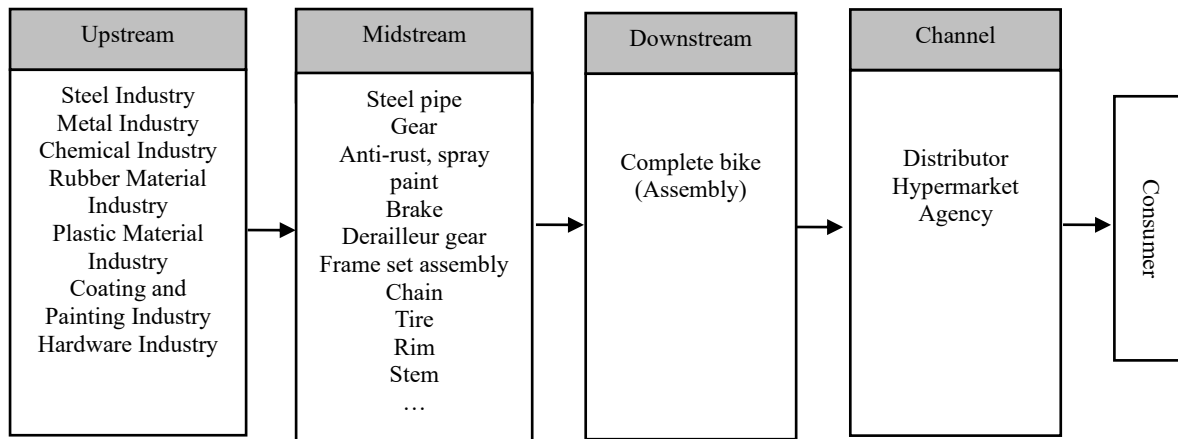 Upstream
Steel Industry
Metal Industry
Chemical Industry
Rubber Material
Industry
Plastic Material
Industry
Coating and
Painting Industry
Hardware Industry
Midstream
Steel pipe
Gear
Anti-rust, spray
paint
Brake
Derailleur gear
Frame set assembly
Chain
Tire
Rim
Stem
…
Downstream
Complete bike
(Assembly)
Channel
Distributor
Hypermarket
Agency
Consumer